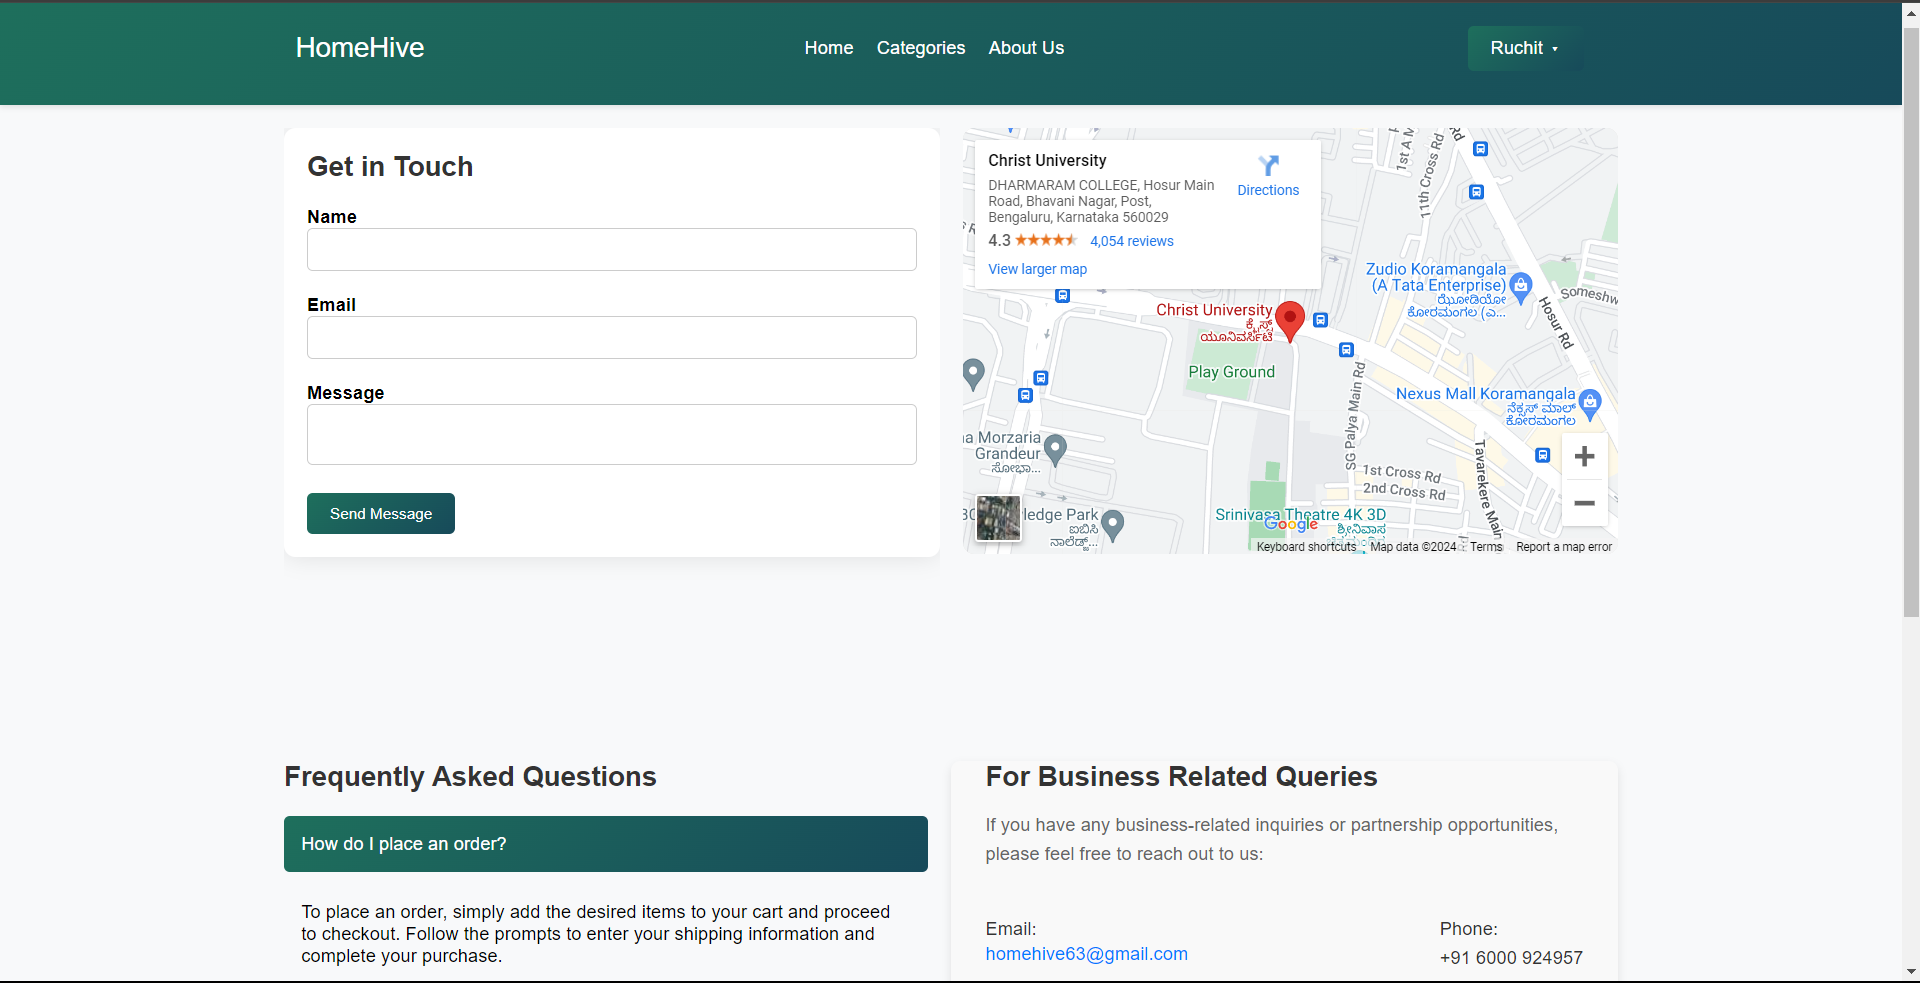 HomeHive
Home
Categories
About Us
Ruchit
Get in Touch
Name
Email
Message
Send Message
Christ University
DHARMARAM COLLEGE, Hosur Main
Road, Bhavani Nagar, Post,
Bengaluru, Karnataka 560029
4.3
4,054 reviews
View larger map
Directions
1st A M
11th Cross Rd
Rd
Zudio Koramangala
(A Tata Enterprise)
ಝೂಡಿಯೋ
ಕೋರಮಂಗಲ (ಎ...
Somesh
Hosur Rd
Christ University
ಕ್ರೈಸ್ಟ್
ಯೂನಿವರ್ಸಿಟಿ
Play Ground
SG Palya Main Rd
Nexus Mall Koramangala
ನೆಕ್ಸಸ್ ಮಾಲ್
ಕೋರಮಂಗಲ
a Morzaria
Grandeur
ಸೋಭಾ...
1st Cross Rd
2nd Cross Rd
Tavarekere Main
ledge Park
ಐಬಿಸಿ
ನಾಲೆಡ್ಜ್...
Srinivasa Theatre 4K 3D
ಶ್ರೀನಿವಾಸ
Google
Keyboard shortcuts
Map data ©2024
Terms
Report a map error
Frequently Asked Questions
How do I place an order?
To place an order, simply add the desired items to your cart and proceed
to checkout. Follow the prompts to enter your shipping information and
complete your purchase.
For Business Related Queries
If you have any business-related inquiries or partnership opportunities,
please feel free to reach out to us:
Email:
homehive63@gmail.com
Phone:
+91 6000 924957